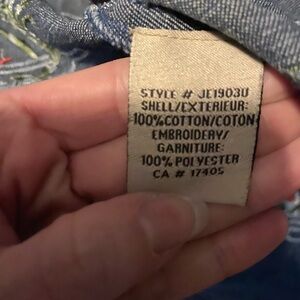 STYLE # JE1903U
SHELL/EXTERIEUR:
100%COTTON/COTON
EMBROIDERY/
GARNITURE:
100% POLYESTER
CA # 17405